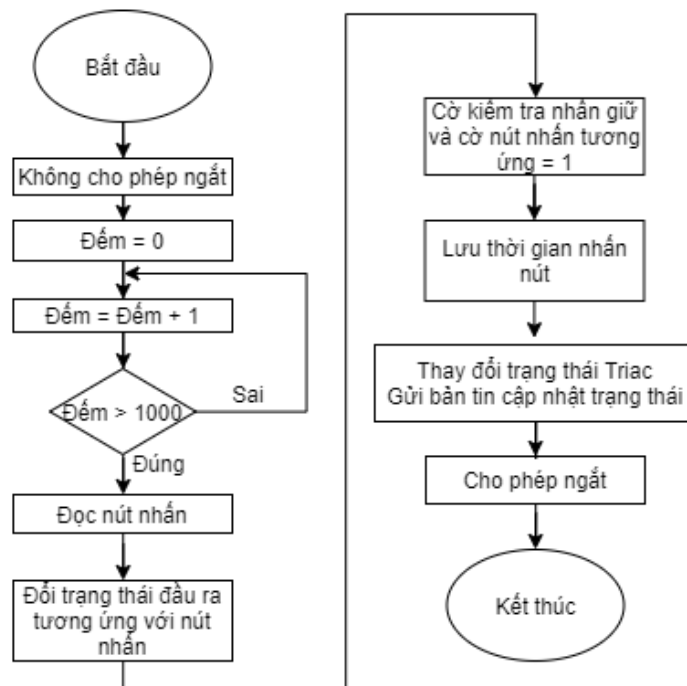 Bắt đầu
Không cho phép ngắt
Đếm = 0
Đếm = Đếm + 1
Đếm > 1000
Sai
Đúng
Đọc nút nhấn
Đổi trạng thái đầu ra
tương ứng với nút
nhấn
Cờ kiểm tra nhấn giữ
và cờ nút nhấn tương
ứng = 1
Lưu thời gian nhấn
nút
Thay đổi trạng thái Triac
Gửi bản tin cập nhật trạng thái
Cho phép ngắt
Kết thúc